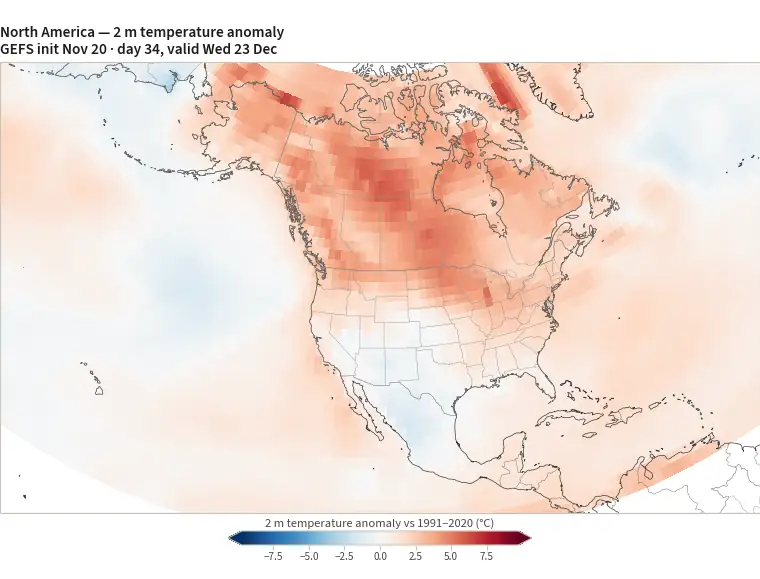 North America — 2 m temperature anomaly
GEFS init Nov 20 · day 34, valid Wed 23 Dec
2 m temperature anomaly vs 1991–2020 (°C)
−7.5 −5.0 −2.5 0.0 2.5 5.0 7.5